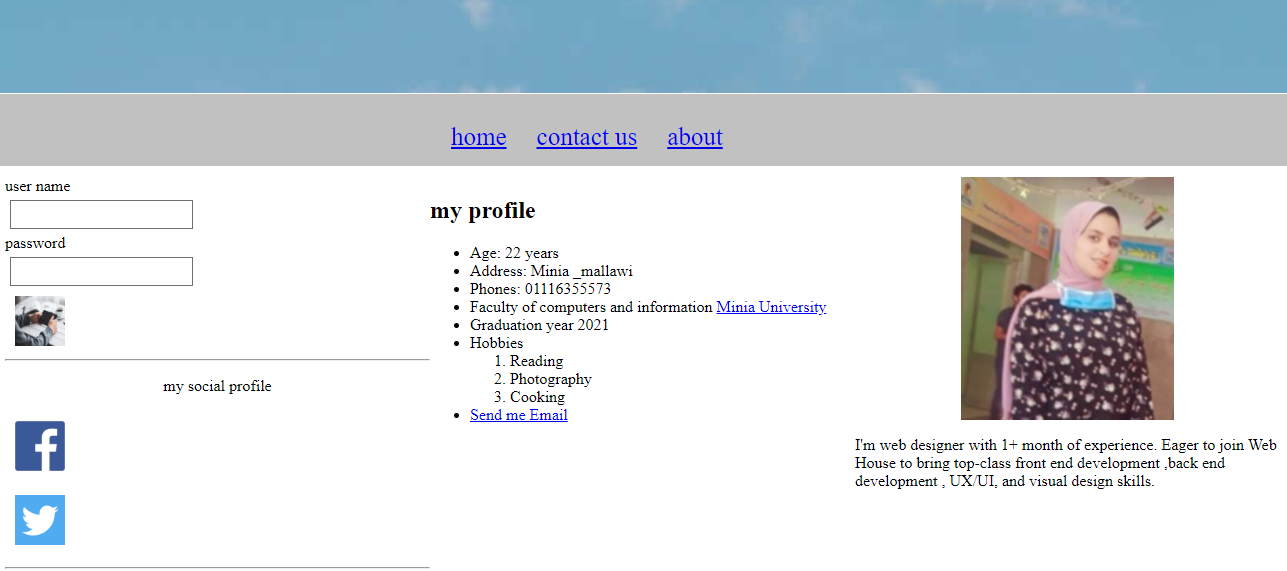 home contact us about
user name
password
my social profile
my profile
Age: 22 years
Address: Minia _mallawi
Phones: 01116355573
Faculty of computers and information Minia University
Graduation year 2021
Hobbies
1. Reading
2. Photography
3. Cooking
Send me Email
I'm web designer with 1+ month of experience. Eager to join Web
House to bring top-class front end development ,back end
development , UX/UI, and visual design skills.